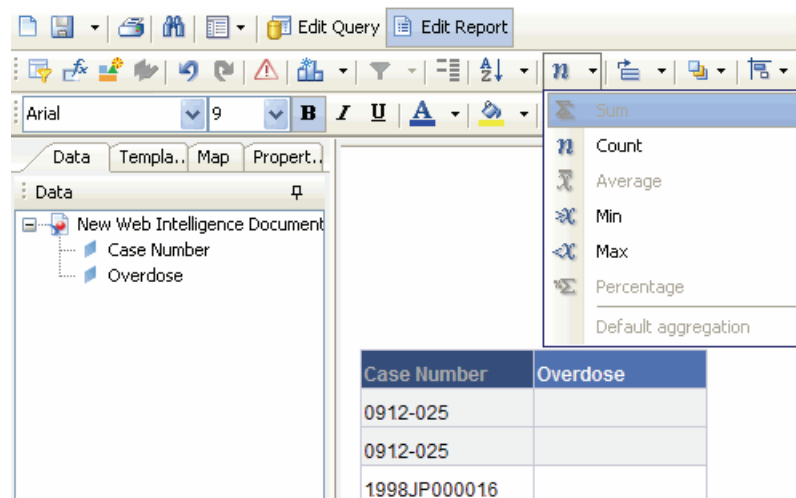 Edit Query Edit Report
n
Arial 9 B I U A
Sum
n Count
Average
Min
Max
Percentage
Default aggregation
Data Templa.. Map Propert..
Data
New Web Intelligence Document
Case Number
Overdose
Case Number Overdose
0912-025
0912-025
1998JP000016